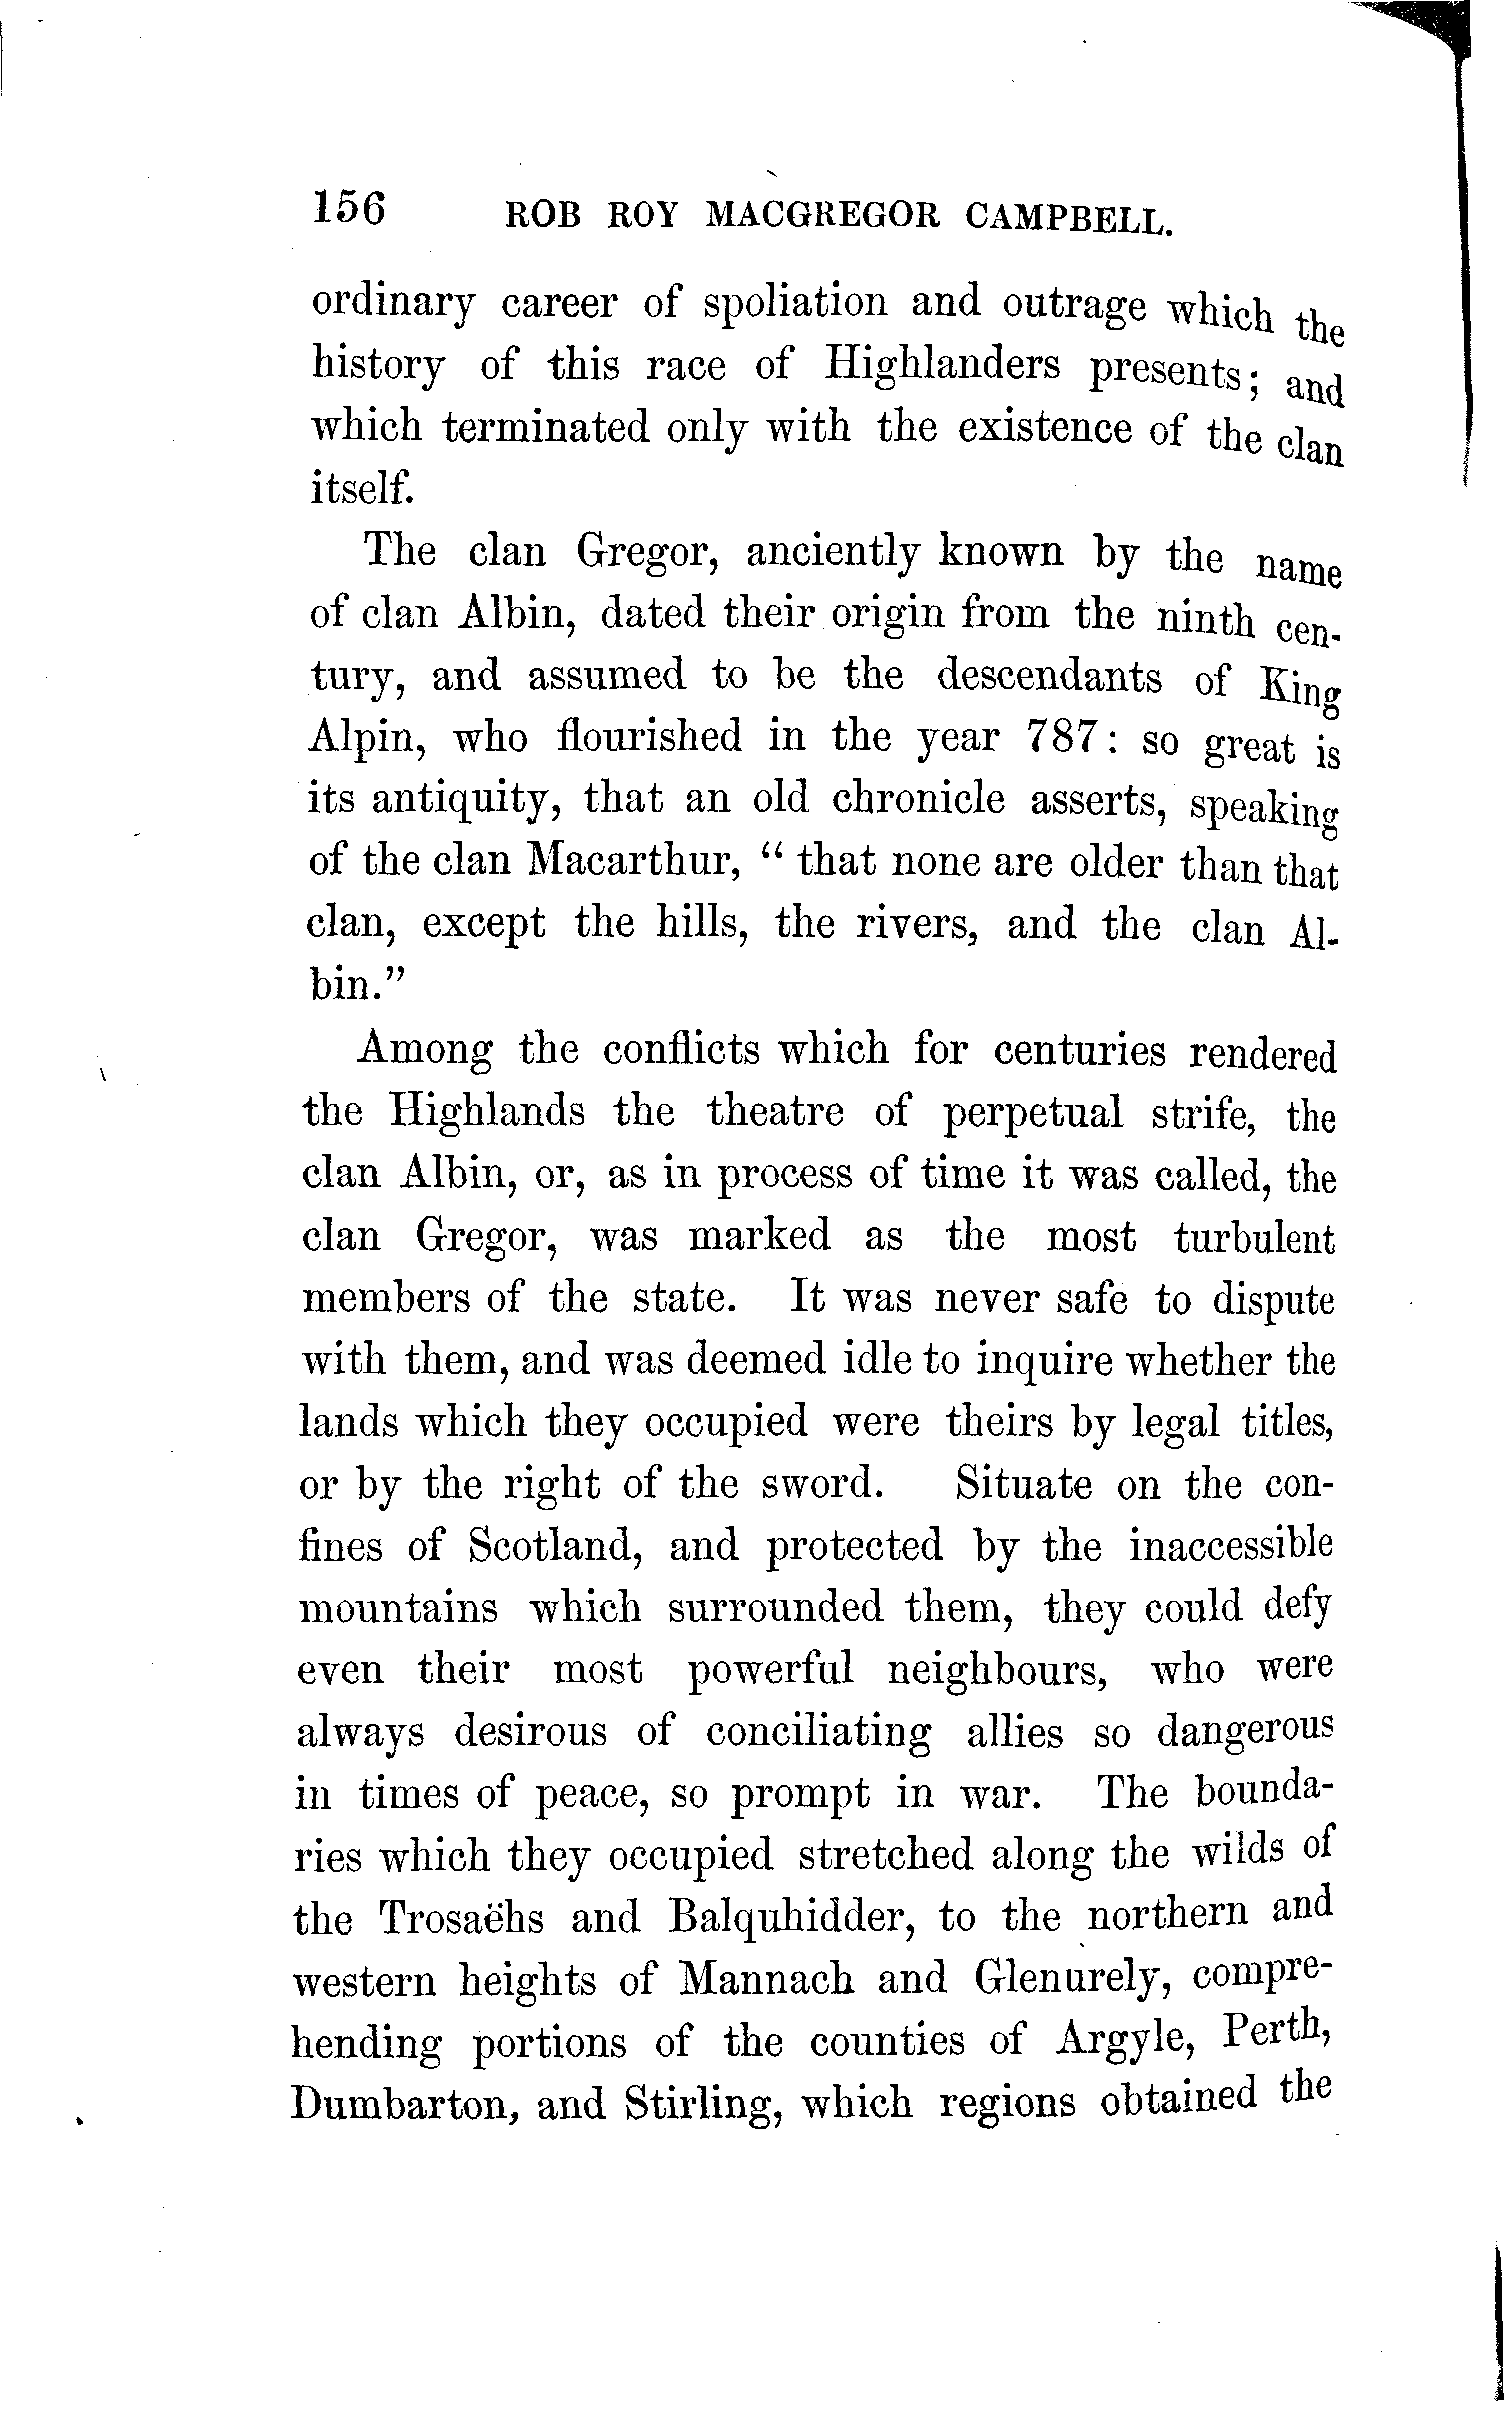 156 ROB ROY MACGREGOR CAMPBELL.
ordinary career of spoliation and outrage which the
history of this race of Highlanders presents; and
which terminated only with the existence of the clan
itself.
The clan Gregor, anciently known by the name
of clan Albin, dated their origin from the ninth cen-
tury, and assumed to be the descendants of King
Alpin, who flourished in the year 787: so great is
its antiquity, that an old chronicle asserts, speaking
of the clan Macarthur, “ that none are older than that
clan, except the hills, the rivers, and the clan Al-
bin.”
Among the conflicts which for centuries rendered
the Highlands the theatre of perpetual strife, the
clan Albin, or, as in process of time it was called, the
clan Gregor, was marked as the most turbulent
members of the state. It was never safe to dispute
with them, and was deemed idle to inquire whether the
lands which they occupied were theirs by legal titles,
or by the right of the sword. Situate on the con-
fines of Scotland, and protected by the inaccessible
mountains which surrounded them, they could defy
even their most powerful neighbours, who were
always desirous of conciliating allies so dangerous
in times of peace, so prompt in war. The bounda-
ries which they occupied stretched along the wilds of
the Trosaëhs and Balquhidder, to the northern and
western heights of Mannach and Glenurely, compre-
hending portions of the counties of Argyle, Perth,
Dumbarton, and Stirling, which regions obtained the